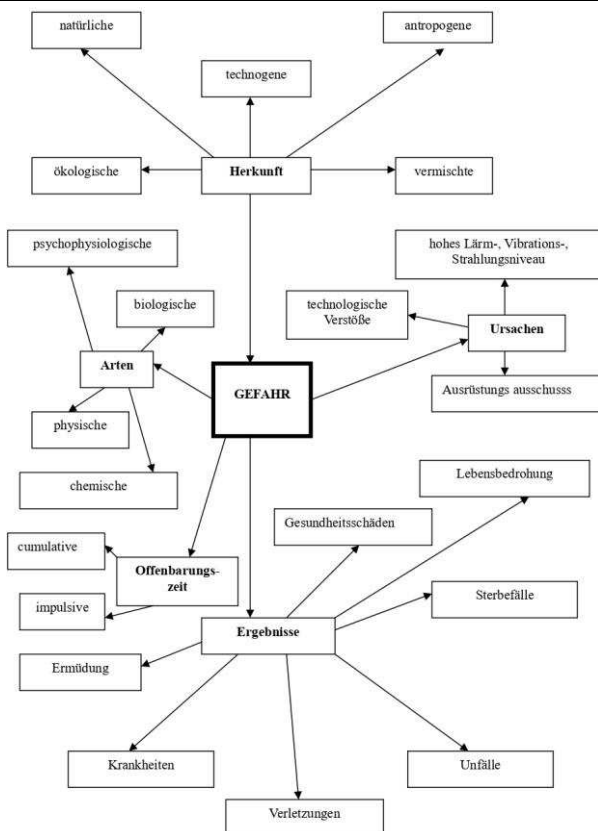 natürliche
antropogene
technogene
ökologische
Herkunft
vermischte
psychophysiologische
hohes Lärm-, Vibrations-,
Strahlungsniveau
biologische
technologische
Verstöße
Ursachen
Arten
GEFAHR
Ausrüstungs ausschusss
physische
chemische
Lebensbedrohung
Gesundheitsschäden
cumulative
Offenbarungs-
zeit
impulsive
Sterbefälle
Ergebnisse
Ermüdung
Krankheiten
Unfälle
Verletzungen